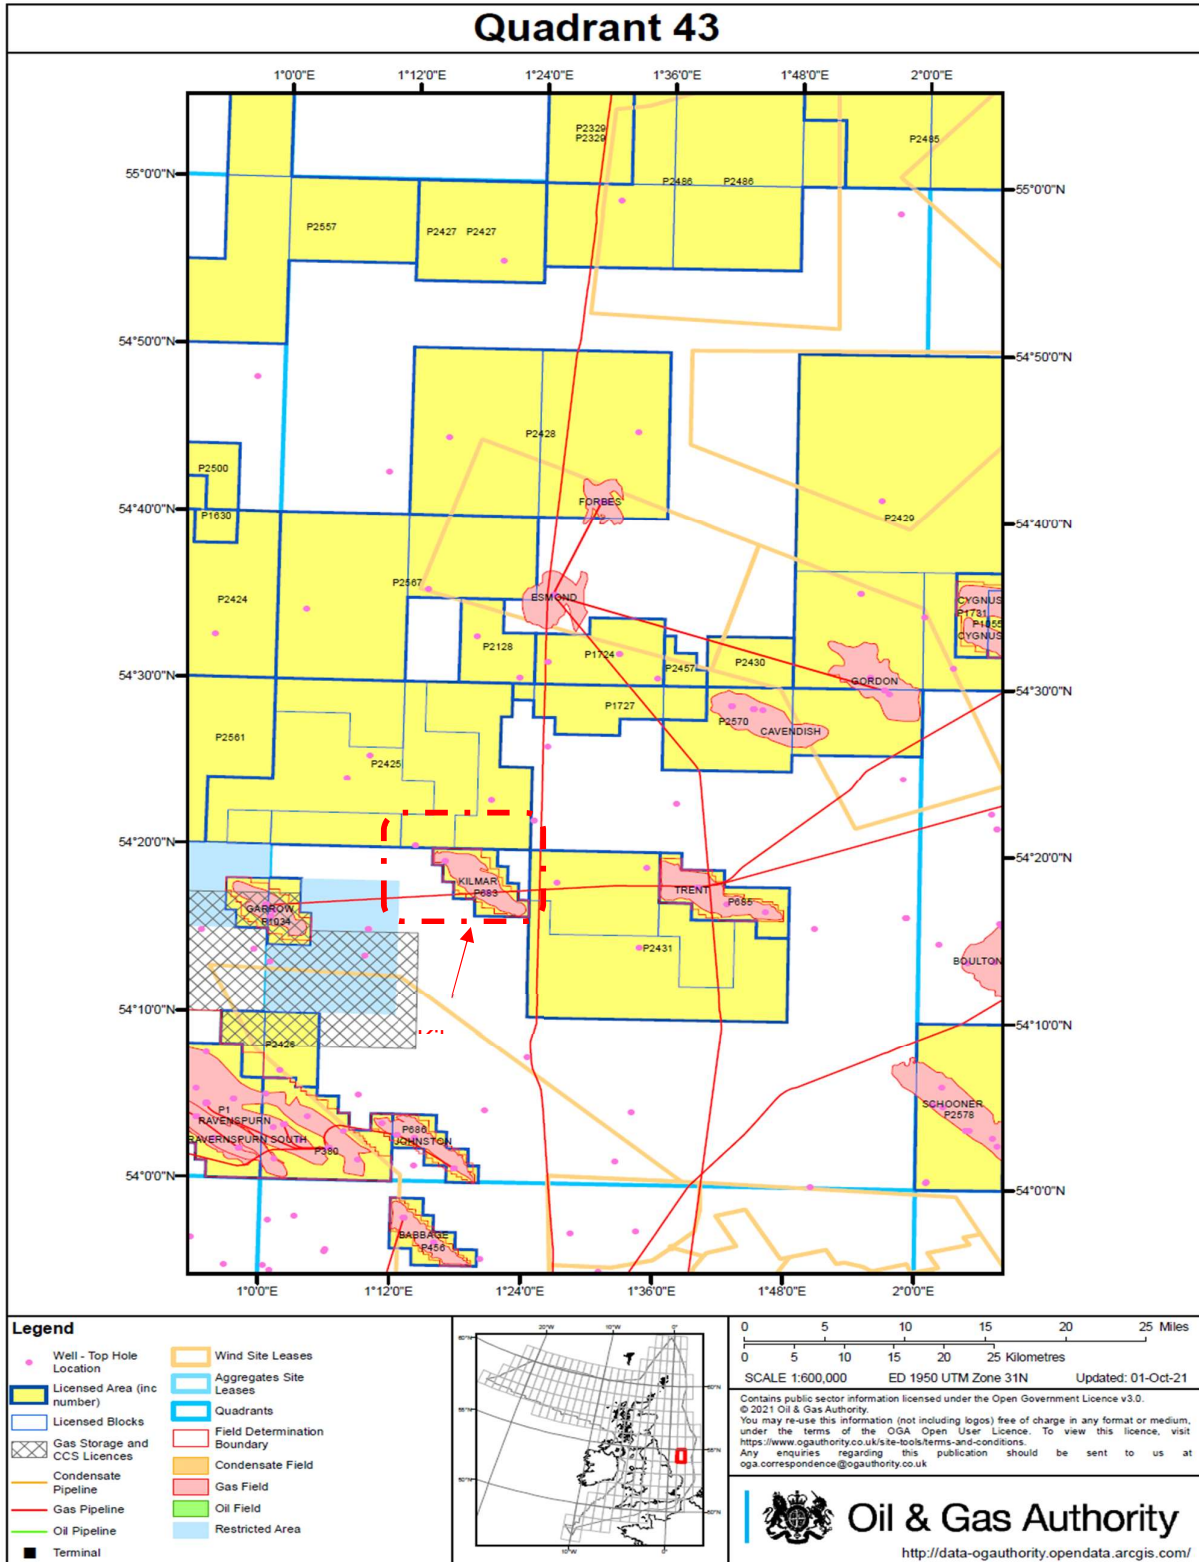 Quadrant 43
1°0'0"E
1°12'0"E
1°24'0"E
1°36'0"E
1°48'0"E
2°0'0"E
P2329
P2329
P2485
55°0'0"N
P2486
P2486
55°0'0"N
P2557
P2427
P2427
54°50'0"N
54°50'0"N
P2428
P2500
FORBES
54°40'0"N
P1630
P2429
54°40'0"N
P2567
P2424
ESMOND
CYGNUS
P1731
P1055
CYGNUS
P2128
P1724
P2457
P2430
54°30'0"N
GORDON
54°30'0"N
P1727
P2561
P2570
CAVENDISH
P2425
54°20'0"N
54°20'0"N
KILMAR
P683
TRENT
P685
GARROW
P1034
P2431
BOULTON
54°10'0"N
54°10'0"N
P2426
SCHOONER
P2578
P1
RAVENSPURN
P686
JOHNSTON
RAVERNSPURN SOUTH
P380
54°0'0"N
54°0'0"N
BABBAGE
P456
1°0'0"E
1°12'0"E
1°24'0"E
1°36'0"E
1°48'0"E
2°0'0"E
Legend
Well - Top Hole
Location
Licensed Area (inc
number)
Licensed Blocks
Gas Storage and
CCS Licences
Condensate
Pipeline
Gas Pipeline
Oil Pipeline
Terminal
Wind Site Leases
Aggregates Site
Leases
Quadrants
Field Determination
Boundary
Condensate Field
Gas Field
Oil Field
Restricted Area
20°W
10°W
0°
60°N
60°N
55°N
55°N
50°N
50°N
10°W
0°
0 5 10 15 20 25 Miles
0 5 10 15 20 25 Kilometres
SCALE 1:600,000 ED 1950 UTM Zone 31N Updated: 01-Oct-21
Contains public sector information licensed under the Open Government Licence v3.0.
© 2021 Oil & Gas Authority.
You may re-use this information (not including logos) free of charge in any format or medium,
under the terms of the OGA Open User Licence. To view this licence, visit
https://www.ogauthority.co.uk/site-tools/terms-and-conditions.
Any enquiries regarding this publication should be sent to us at
oga.correspondence@ogauthority.co.uk
Oil & Gas Authority
http://data-ogauthority.opendata.arcgis.com/